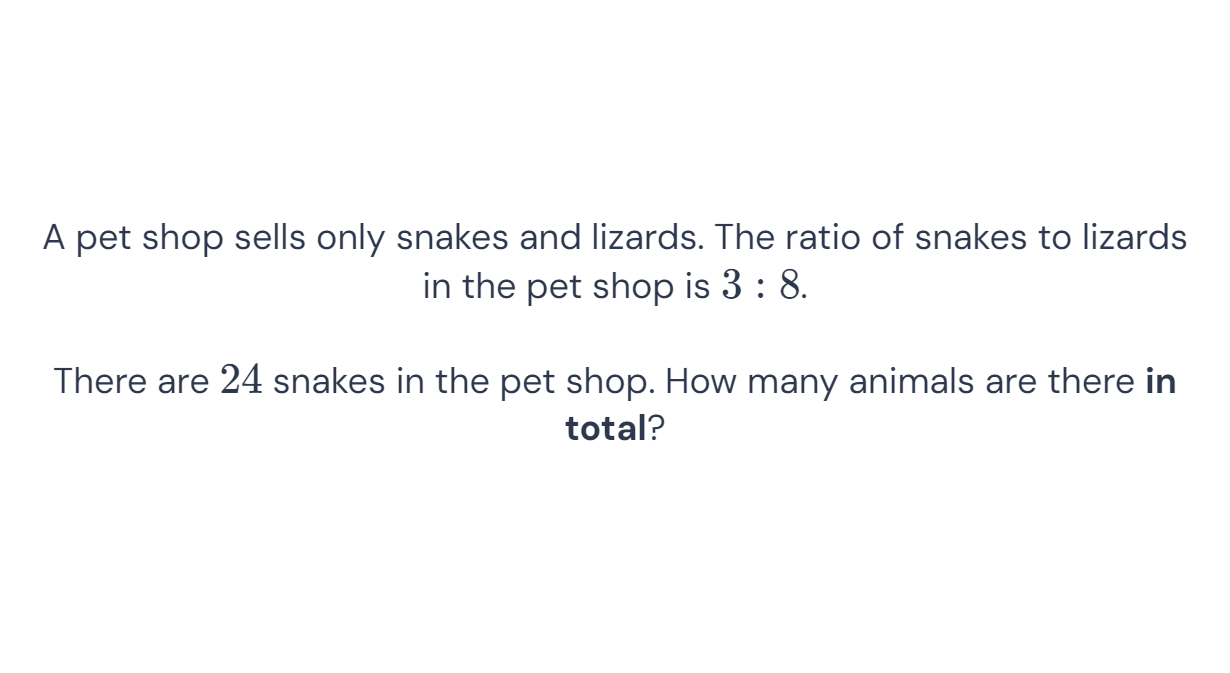 A pet shop sells only snakes and lizards. The ratio of snakes to lizards
in the pet shop is 3 : 8.
There are 24 snakes in the pet shop. How many animals are there in
total?